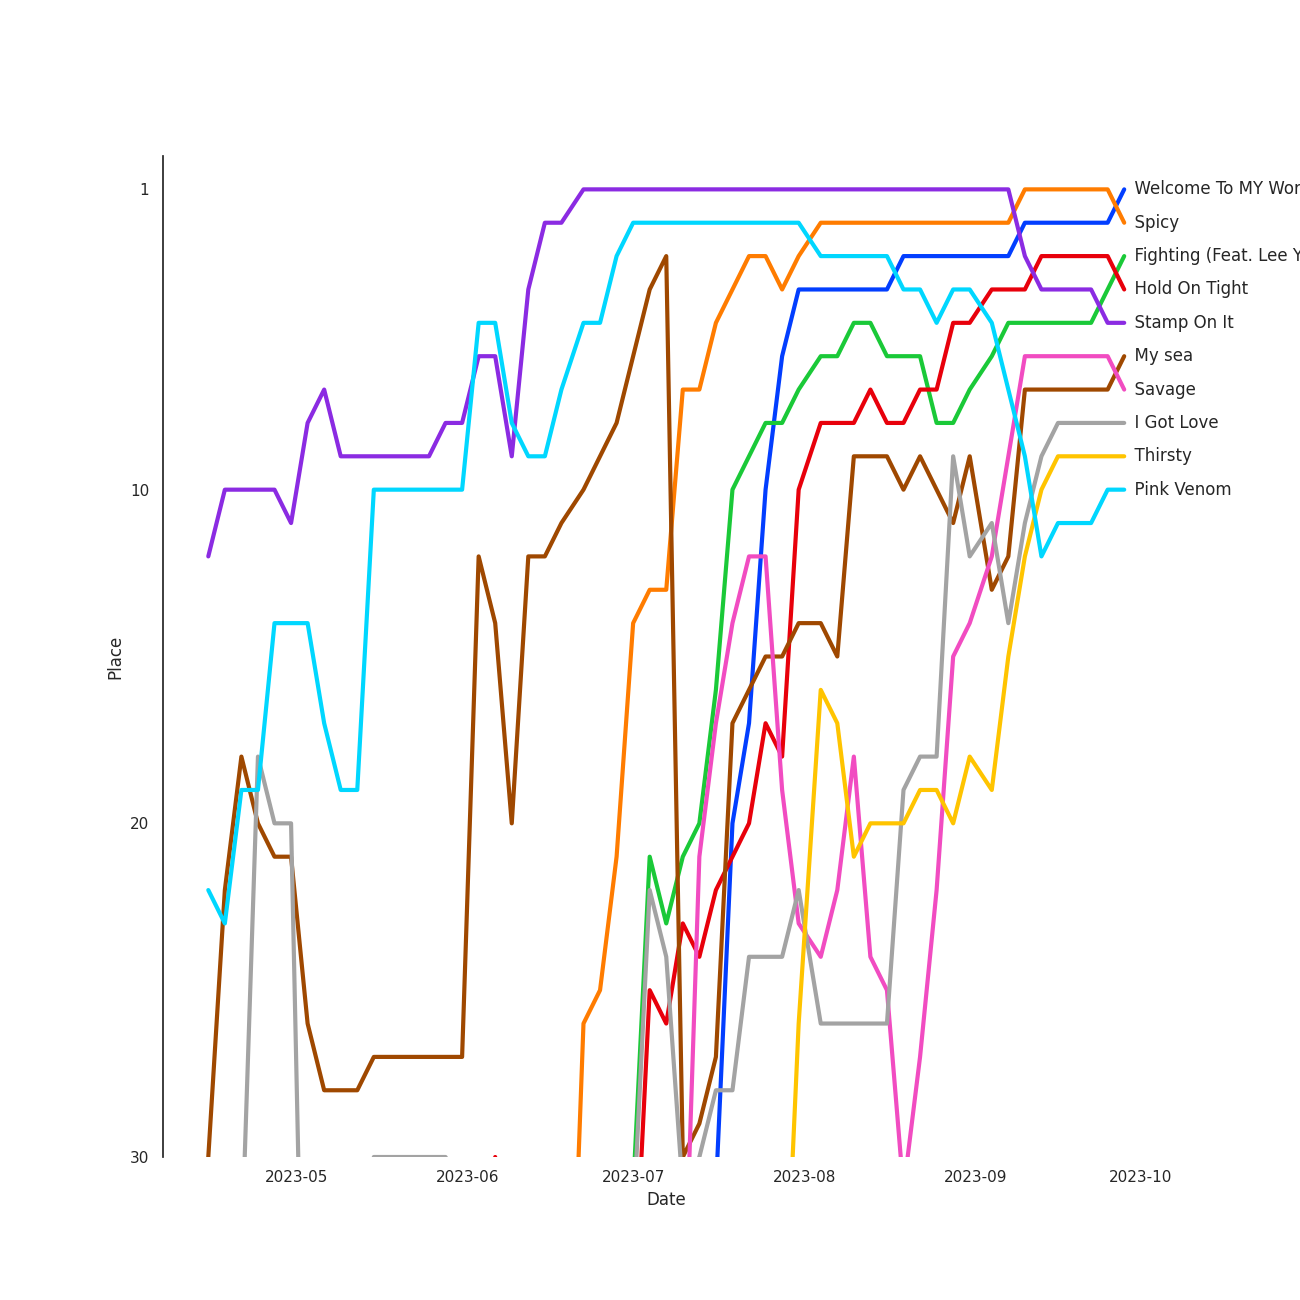 1
10
20
30
Place
2023-05
2023-06
2023-07
2023-08
2023-09
2023-10
Date
Welcome To MY Wor
Spicy
Fighting (Feat. Lee Y
Hold On Tight
Stamp On It
My sea
Savage
I Got Love
Thirsty
Pink Venom